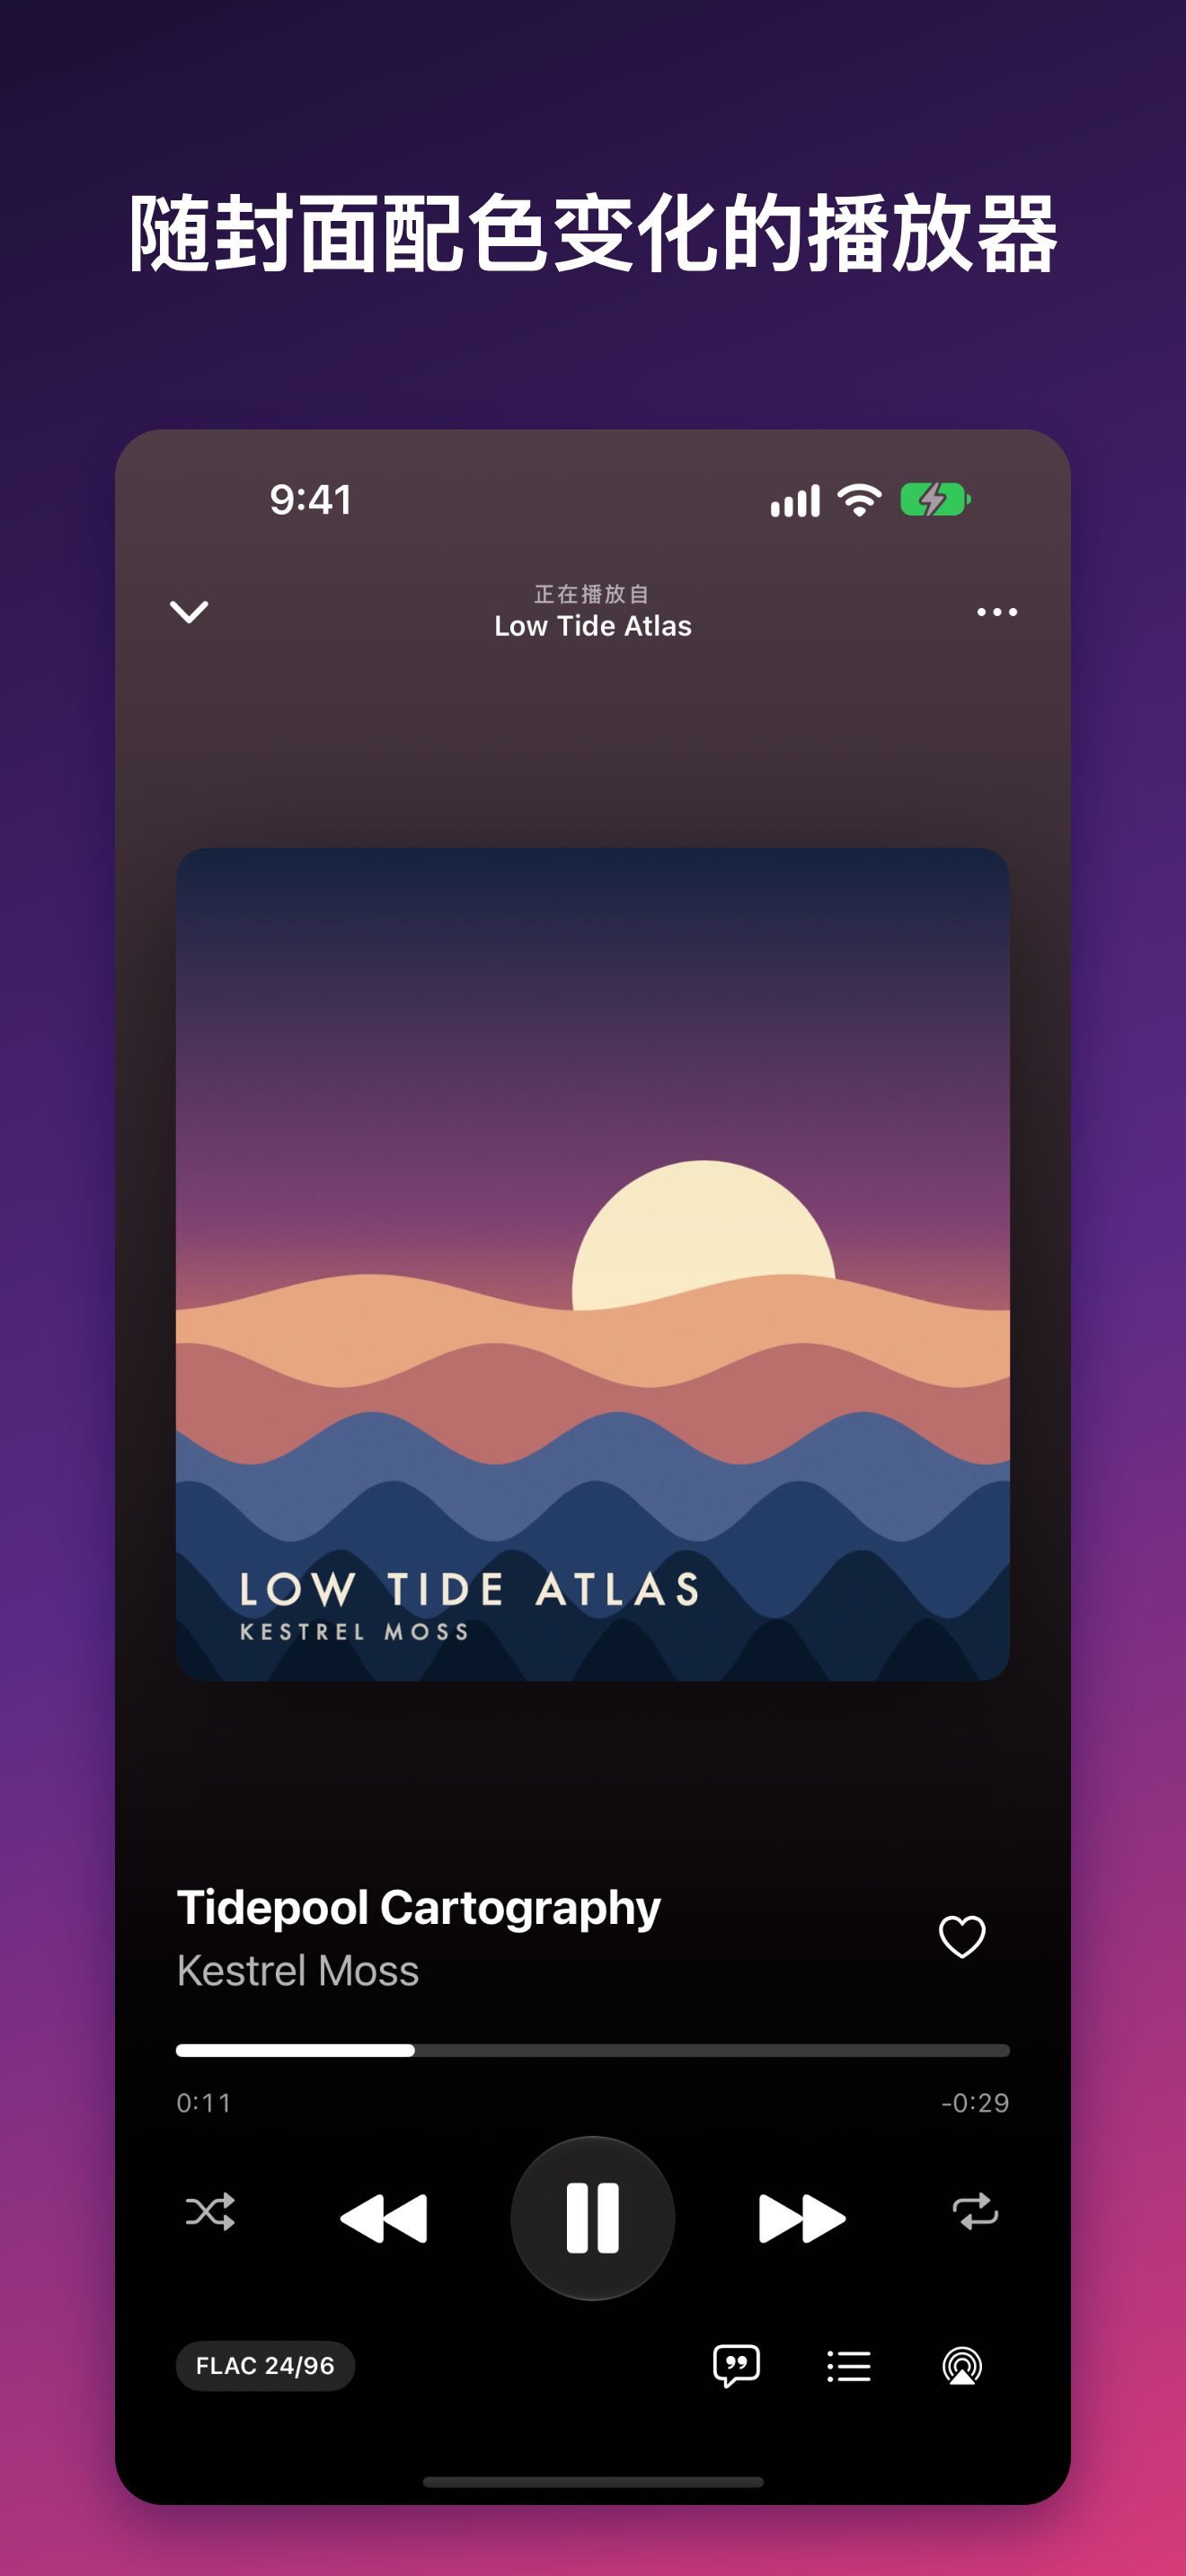 随封面配色变化的播放器
9:41
正在播放自
Low Tide Atlas
LOW TIDE ATLAS
KESTREL MOSS
Tidepool Cartography
Kestrel Moss
0:11 -0:29
FLAC 24/96